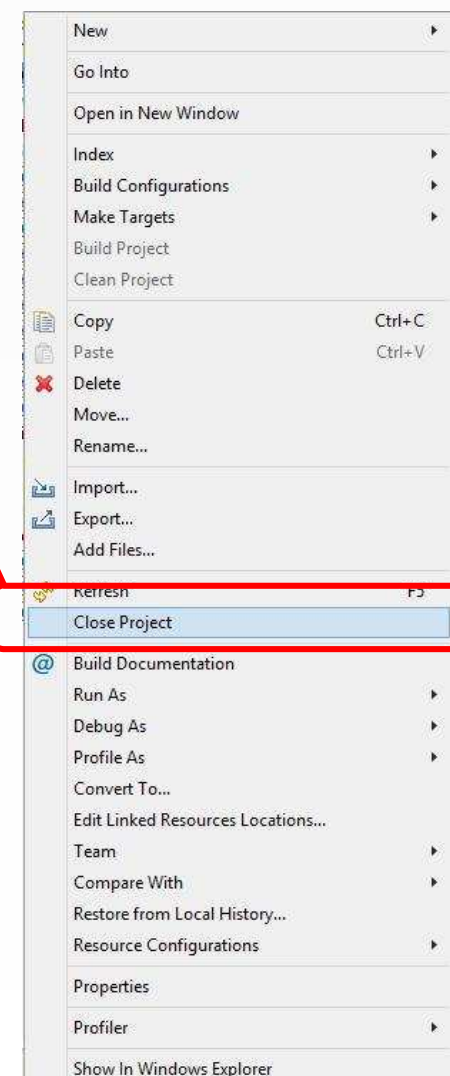 New
Go Into
Open in New Window
Index
Build Configurations
Make Targets
Build Project
Clean Project
Copy Ctrl+C
Paste Ctrl+V
Delete
Move...
Rename...
Import...
Export...
Add Files...
Refresh F5
Close Project
@ Build Documentation
Run As
Debug As
Profile As
Convert To...
Edit Linked Resources Locations...
Team
Compare With
Restore from Local History...
Resource Configurations
Properties
Profiler
Show In Windows Explorer